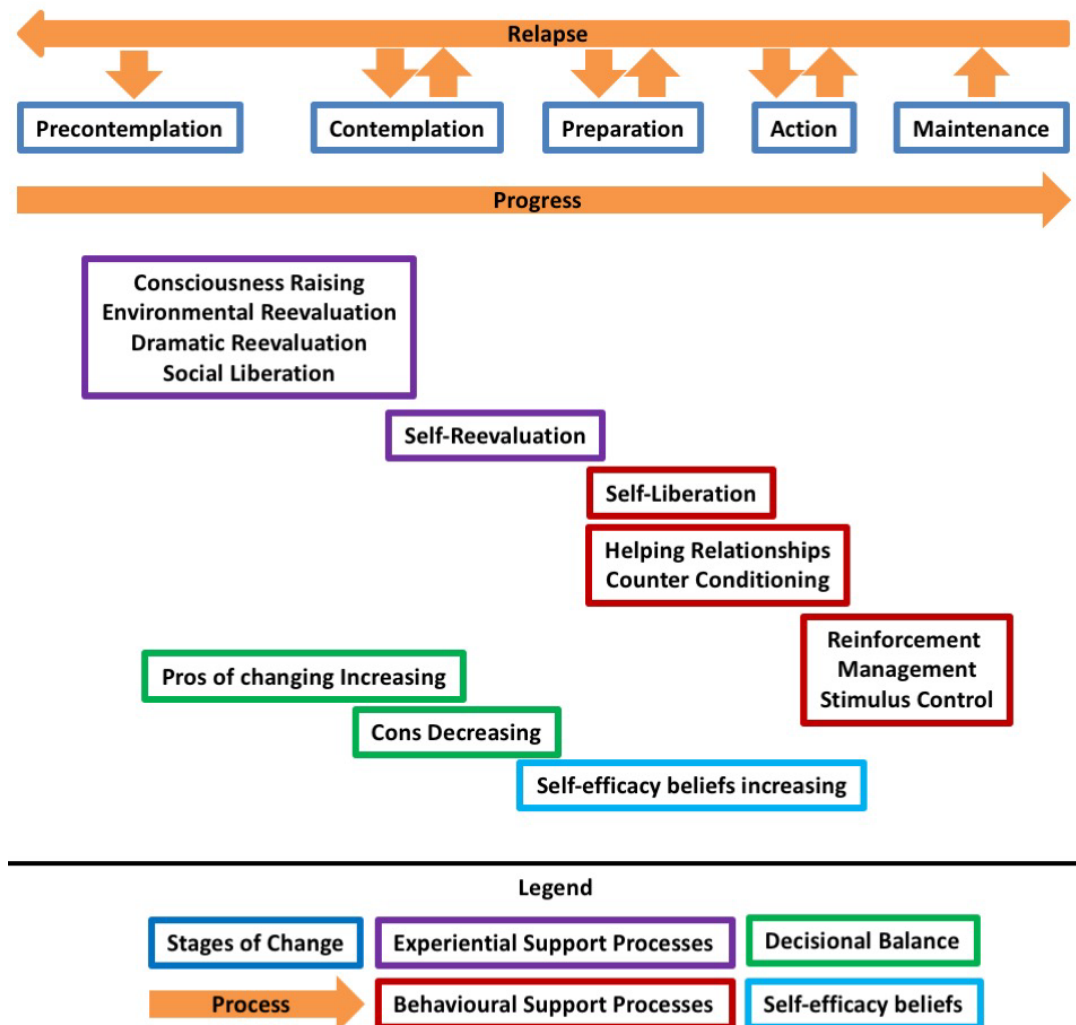 Relapse
Precontemplation
Contemplation
Preparation
Action
Maintenance
Progress
Consciousness Raising
Environmental Reevaluation
Dramatic Reevaluation
Social Liberation
Self-Reevaluation
Self-Liberation
Helping Relationships
Counter Conditioning
Reinforcement
Management
Stimulus Control
Pros of changing Increasing
Cons Decreasing
Self-efficacy beliefs increasing
Legend
Stages of Change
Experiential Support Processes
Decisional Balance
Process
Behavioural Support Processes
Self-efficacy beliefs